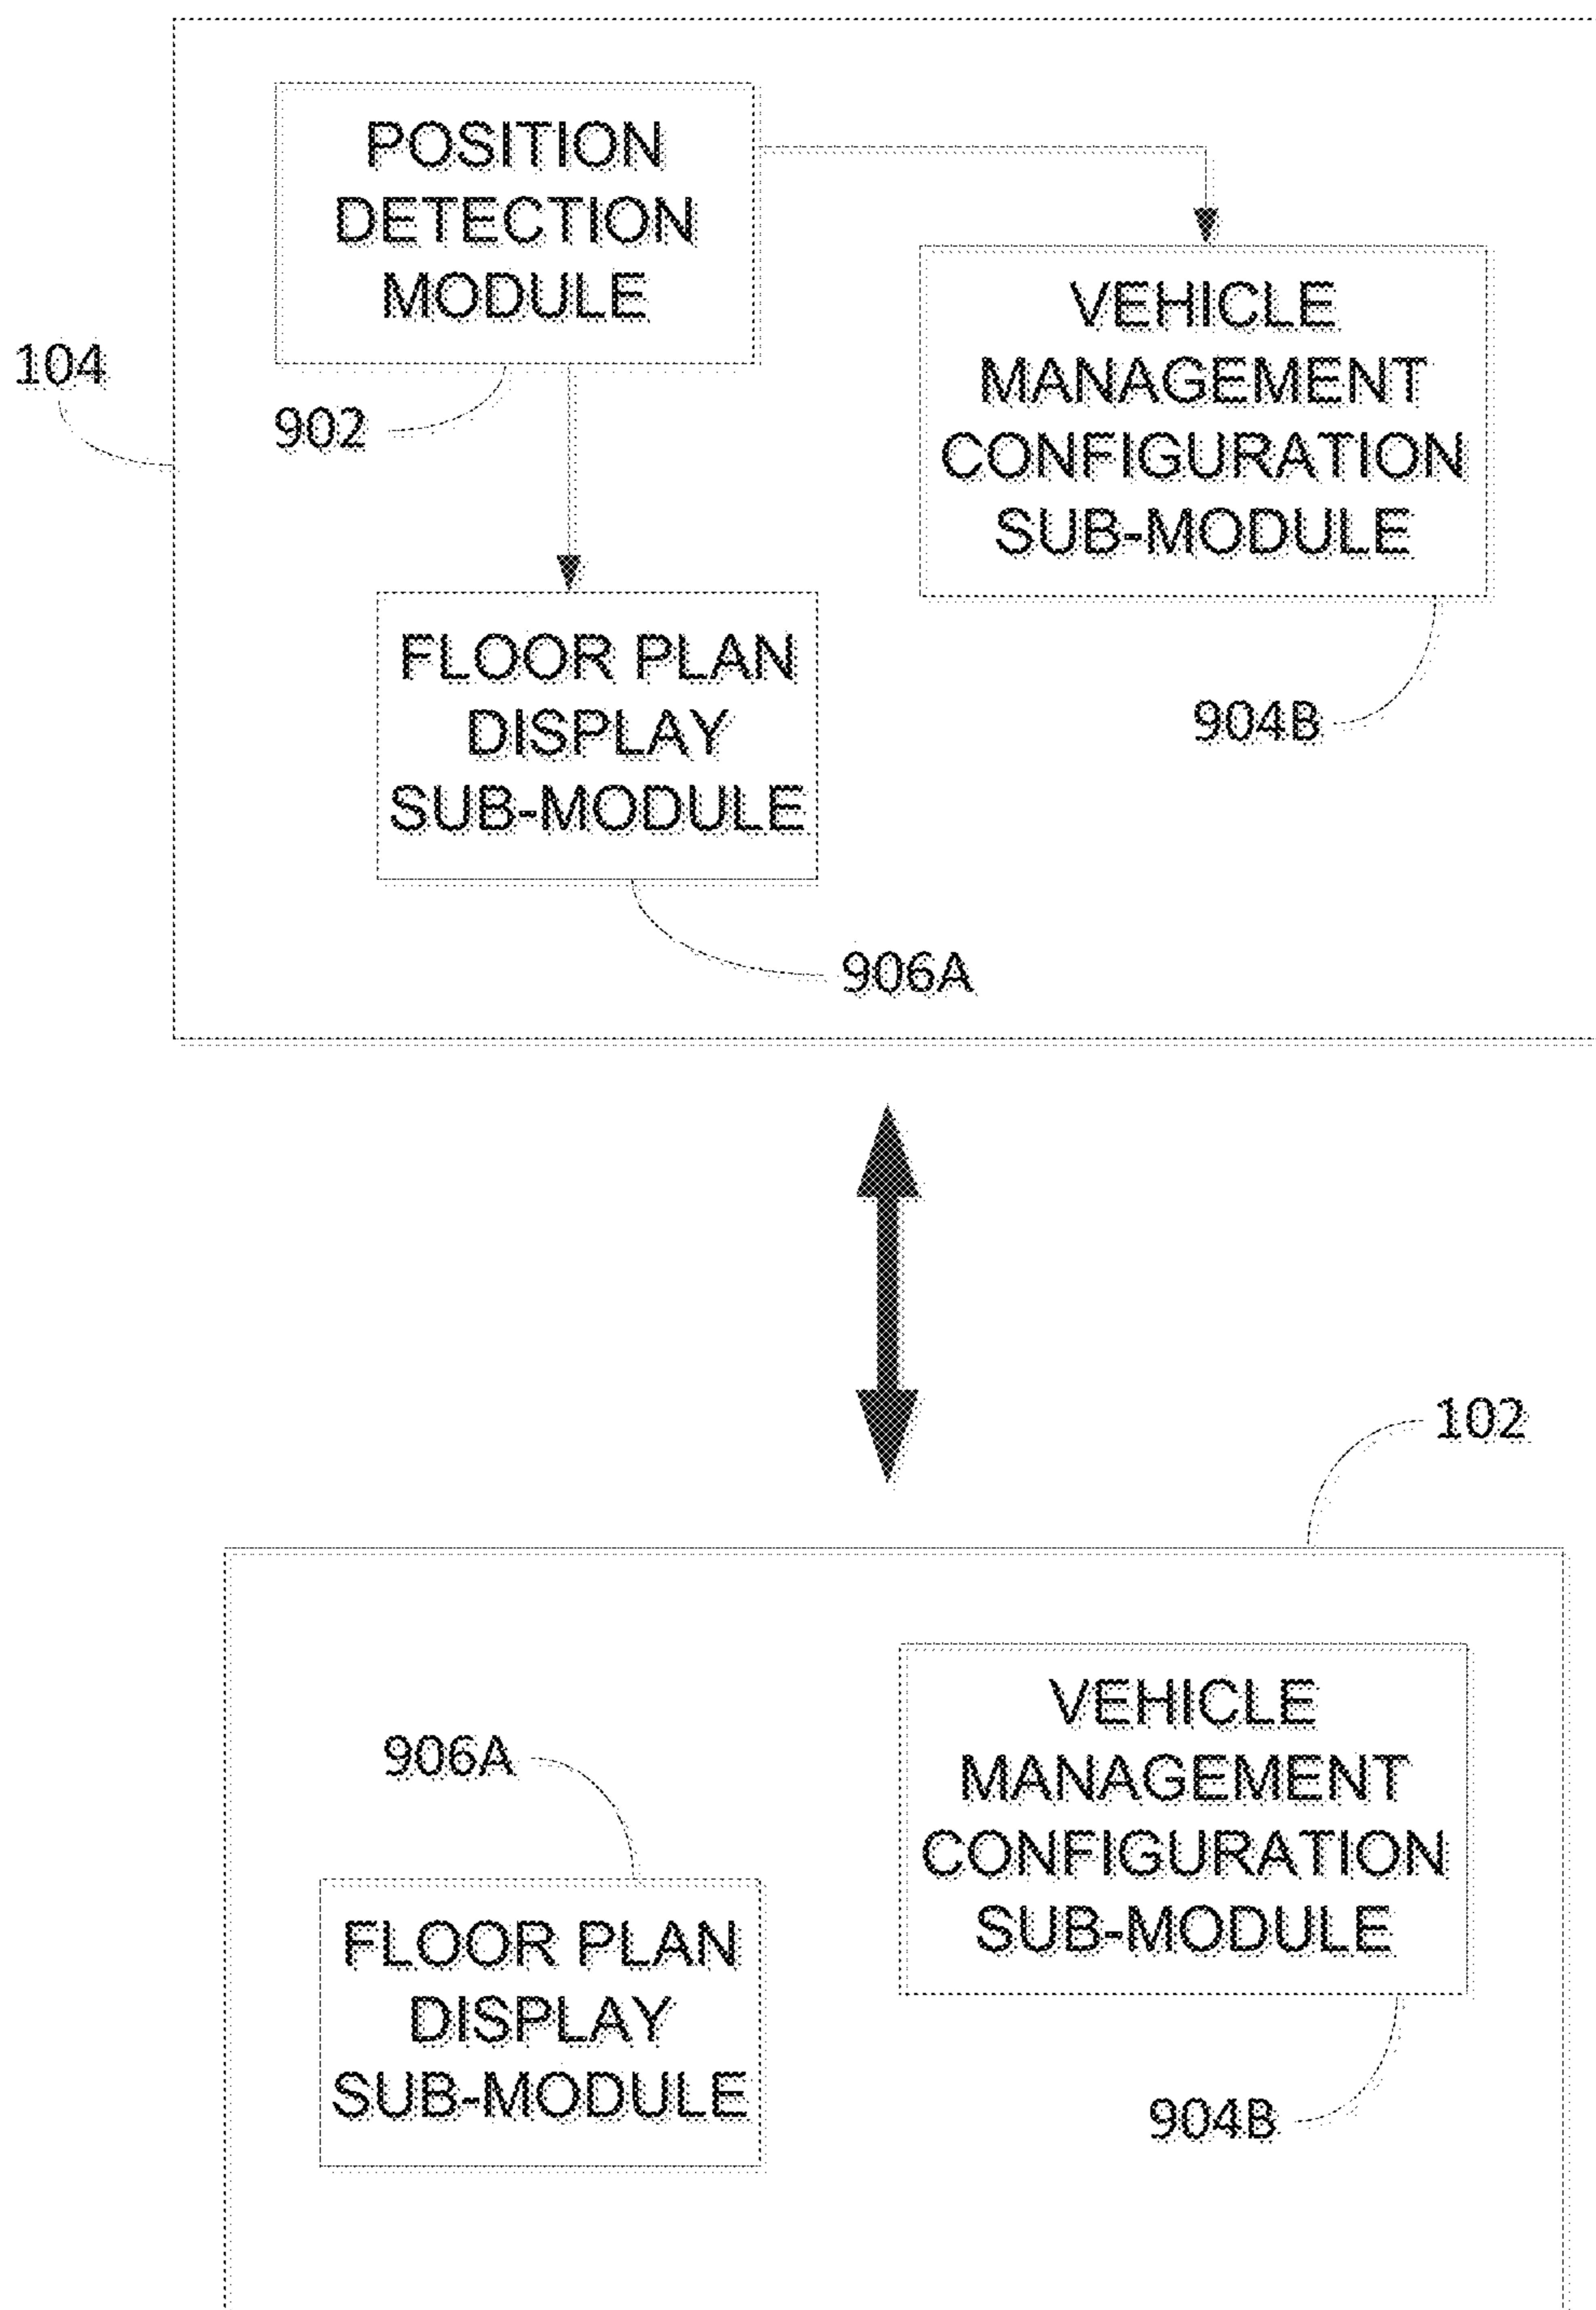 POSITION
DETECTION
MODULE
104
902
VEHICLE
MANAGEMENT
CONFIGURATION
SUB-MODULE
904B
FLOOR PLAN
DISPLAY
SUB-MODULE
906A
102
906A
VEHICLE
MANAGEMENT
CONFIGURATION
SUB-MODULE
904B
FLOOR PLAN
DISPLAY
SUB-MODULE